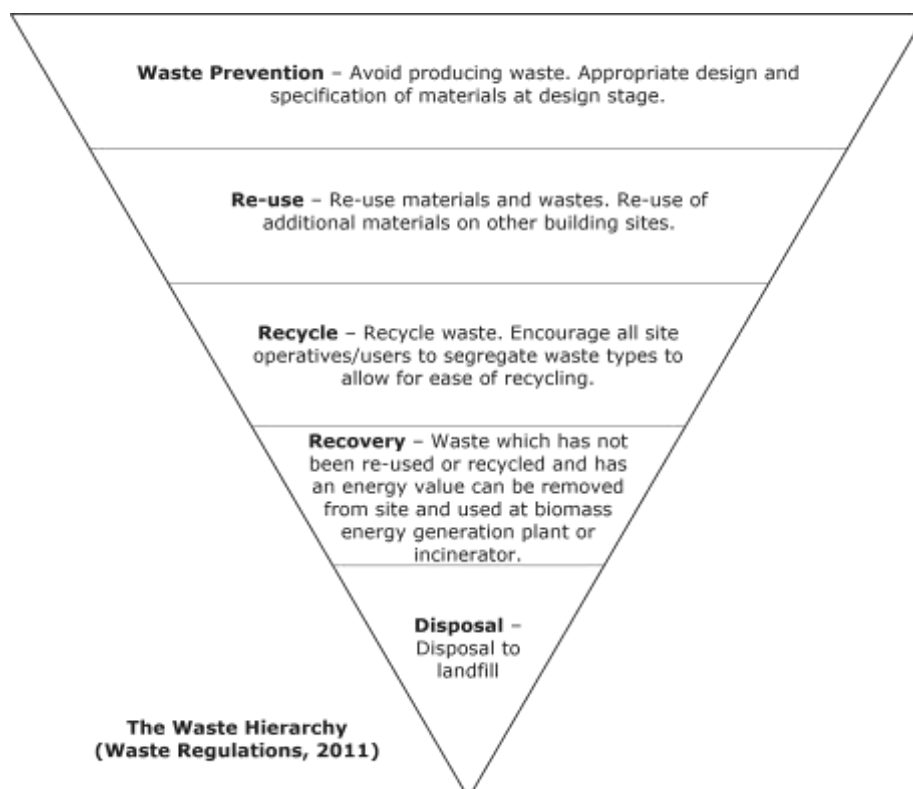 Waste Prevention – Avoid producing waste. Appropriate design and
specification of materials at design stage.
Re-use – Re-use materials and wastes. Re-use of
additional materials on other building sites.
Recycle – Recycle waste. Encourage all site
operatives/users to segregate waste types to
allow for ease of recycling.
Recovery – Waste which has not
been re-used or recycled and has
an energy value can be removed
from site and used at biomass
energy generation plant or
incinerator.
Disposal –
Disposal to
landfill
The Waste Hierarchy
(Waste Regulations, 2011)